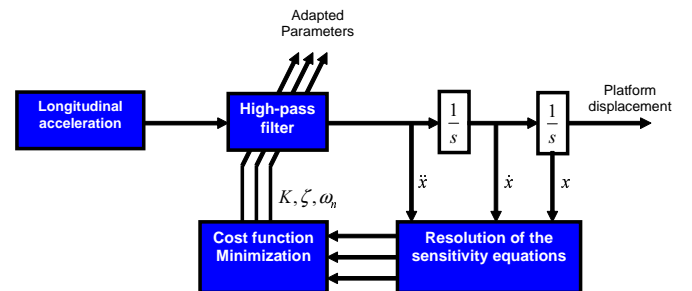 Adapted
Parameters
Longitudinal
acceleration
High-pass
filter
1
s
1
s
Platform
displacement
ẍ
ẋ
x
K, ζ, ωn
Cost function
Minimization
Resolution of the
sensitivity equations